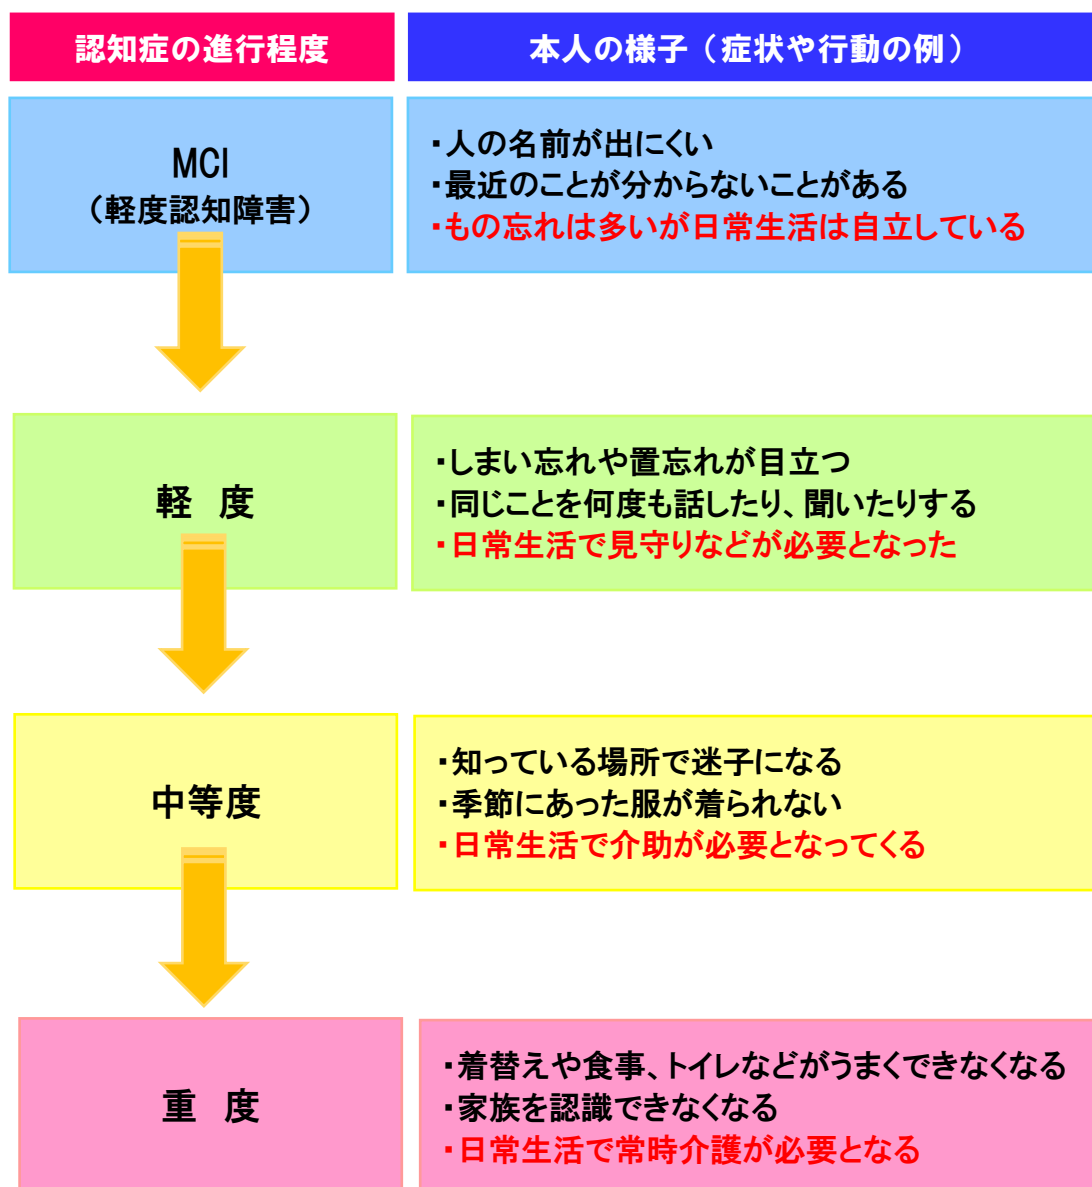 認知症の進行程度
本人の様子（症状や行動の例）
MCI
（軽度認知障害）
・人の名前が出にくい
・最近のことが分からないことがある
・もの忘れは多いが日常生活は自立している
軽 度
・しまい忘れや置忘れが目立つ
・同じことを何度も話したり、聞いたりする
・日常生活で見守りなどが必要となった
中等度
・知っている場所で迷子になる
・季節にあった服が着られない
・日常生活で介助が必要となってくる
重 度
・着替えや食事、トイレなどがうまくできなくなる
・家族を認識できなくなる
・日常生活で常時介護が必要となる